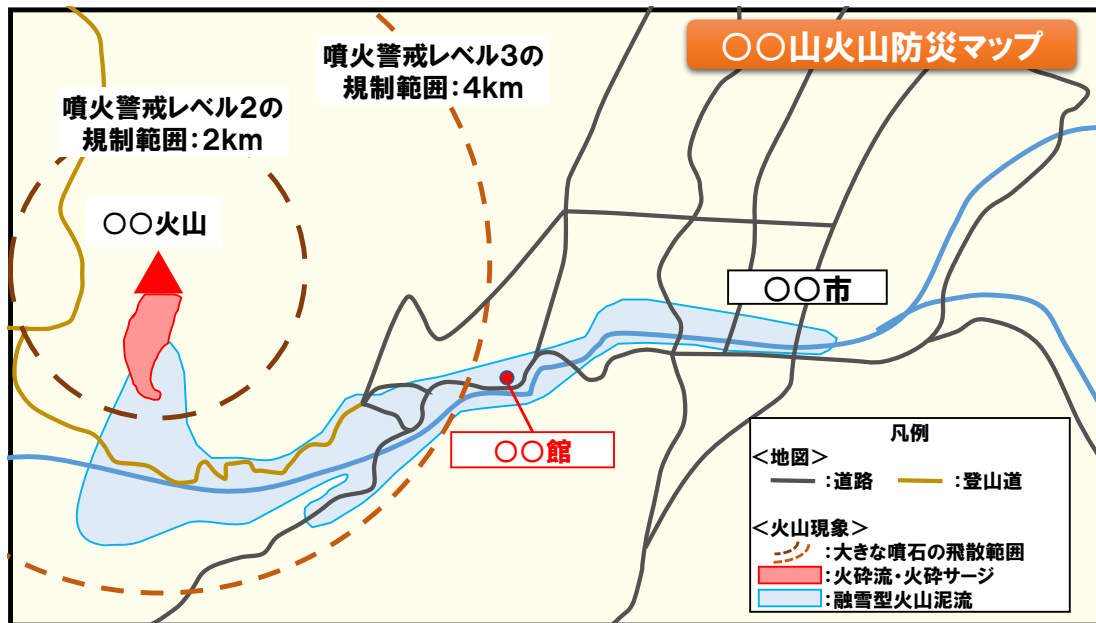 ○○山火山防災マップ
噴火警戒レベル3の
規制範囲:4km
噴火警戒レベル2の
規制範囲:2km
○○火山
○○市
○○館
凡例
<地図>
:道路
:登山道
<火山現象>
:大きな噴石の飛散範囲
:火砕流・火砕サージ
:融雪型火山泥流